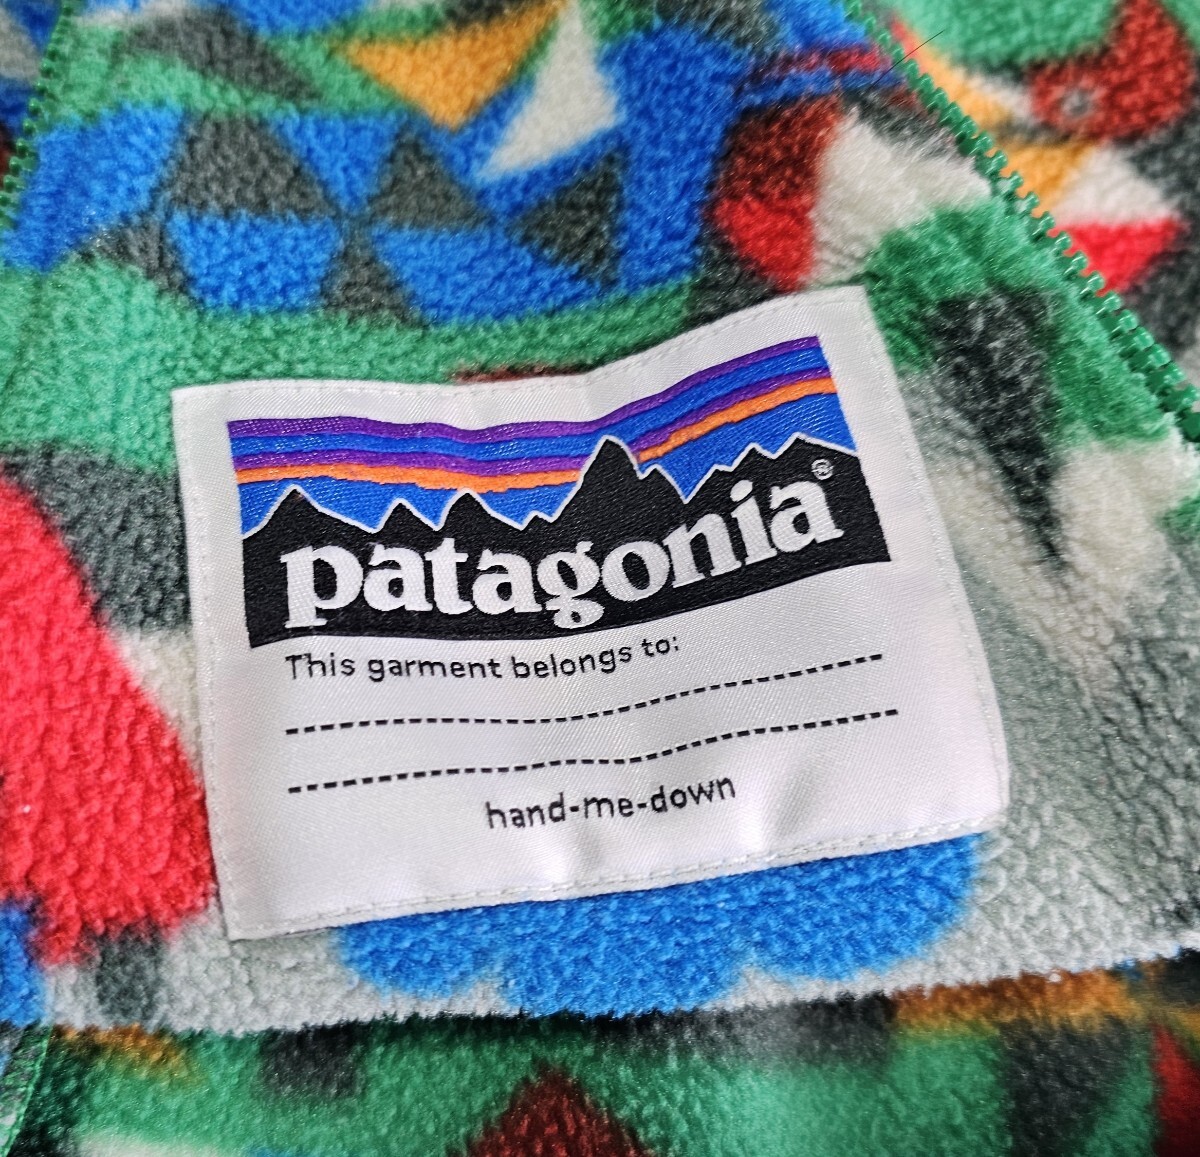 patagonia®
This garment belongs to:
hand-me-down